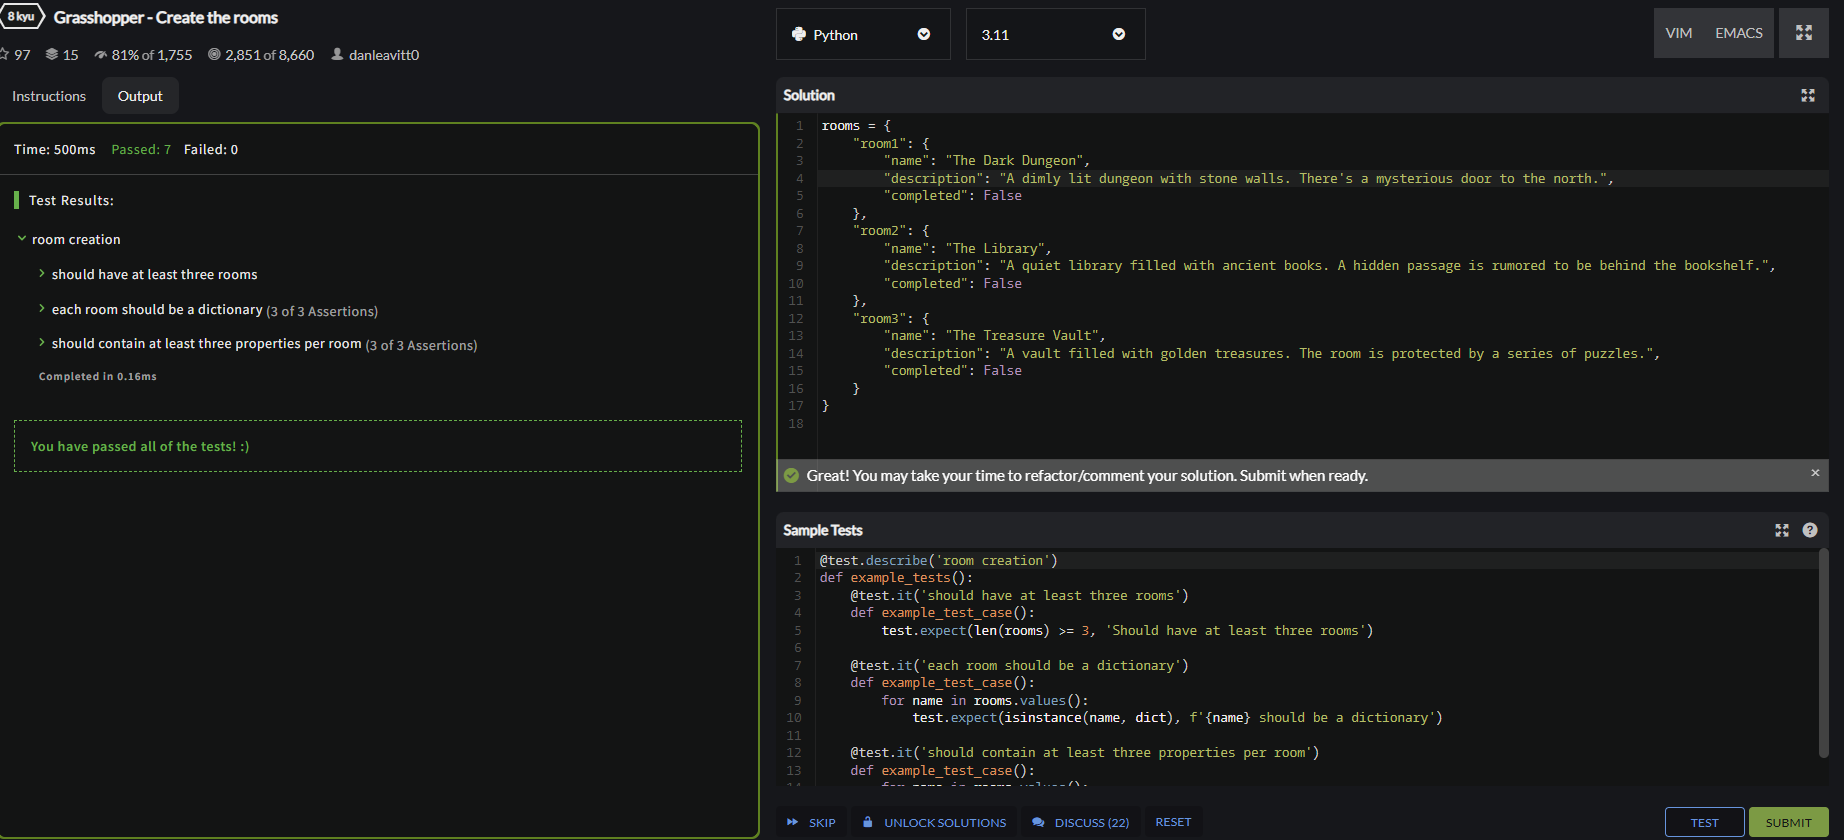 8 kyu Grasshopper - Create the rooms
97 15 81% of 1,755 2,851 of 8,660 danleavitt0
Instructions Output
Time: 500ms Passed: 7 Failed: 0
Test Results:
room creation
should have at least three rooms
each room should be a dictionary (3 of 3 Assertions)
should contain at least three properties per room (3 of 3 Assertions)
Completed in 0.16ms
You have passed all of the tests! :)
Python 3.11 VIM EMACS
Solution
1 rooms = {
2     "room1": {
3         "name": "The Dark Dungeon",
4         "description": "A dimly lit dungeon with stone walls. There's a mysterious door to the north.",
5         "completed": False
6     },
7     "room2": {
8         "name": "The Library",
9         "description": "A quiet library filled with ancient books. A hidden passage is rumored to be behind the bookshelf.",
10         "completed": False
11     },
12     "room3": {
13         "name": "The Treasure Vault",
14         "description": "A vault filled with golden treasures. The room is protected by a series of puzzles.",
15         "completed": False
16     }
17 }
18
Great! You may take your time to refactor/comment your solution. Submit when ready. ×
Sample Tests ?
1 @test.describe('room creation')
2 def example_tests():
3     @test.it('should have at least three rooms')
4     def example_test_case():
5         test.expect(len(rooms) >= 3, 'Should have at least three rooms')
6
7     @test.it('each room should be a dictionary')
8     def example_test_case():
9         for name in rooms.values():
10             test.expect(isinstance(name, dict), f'{name} should be a dictionary')
11
12     @test.it('should contain at least three properties per room')
13     def example_test_case():
SKIP UNLOCK SOLUTIONS DISCUSS (22) RESET TEST SUBMIT